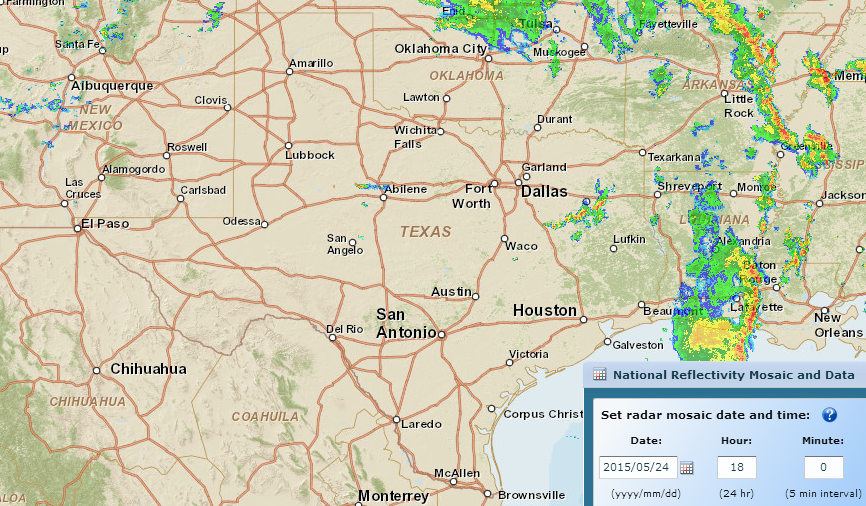 Farmington
Enid
Tulsa
Fayetteville
Santa Fe
Oklahoma City
Muskogee
Amarillo
Albuquerque
OKLAHOMA
ARKANSA
Memp
Clovis
Lawton
Little
Rock
NEW
MEXICO
Wichita
Falls
Durant
Roswell
Lubbock
Texarkana
Greenville
SSIPP
Alamogordo
Garland
Las
Cruces
Carlsbad
Abilene
Fort
Worth
Dallas
Shreveport
Monroe
Jackson
El Paso
Odessa
TEXAS
LOUISIANA
San
Angelo
Waco
Lufkin
Alexandria
Baton
Rouge
Austin
San
Antonio
Houston
Beaumont
Lafayette
New
Orleans
Del Rio
Galveston
Victoria
Chihuahua
National Reflectivity Mosaic and Data
CHIHUAHUA
COAHUILA
Corpus Christ
Set radar mosaic date and time: ?
Laredo
Date: Hour: Minute:
2015/05/24 18 0
(yyyy/mm/dd) (24 hr) (5 min interval)
McAllen
Monterrey
Brownsville